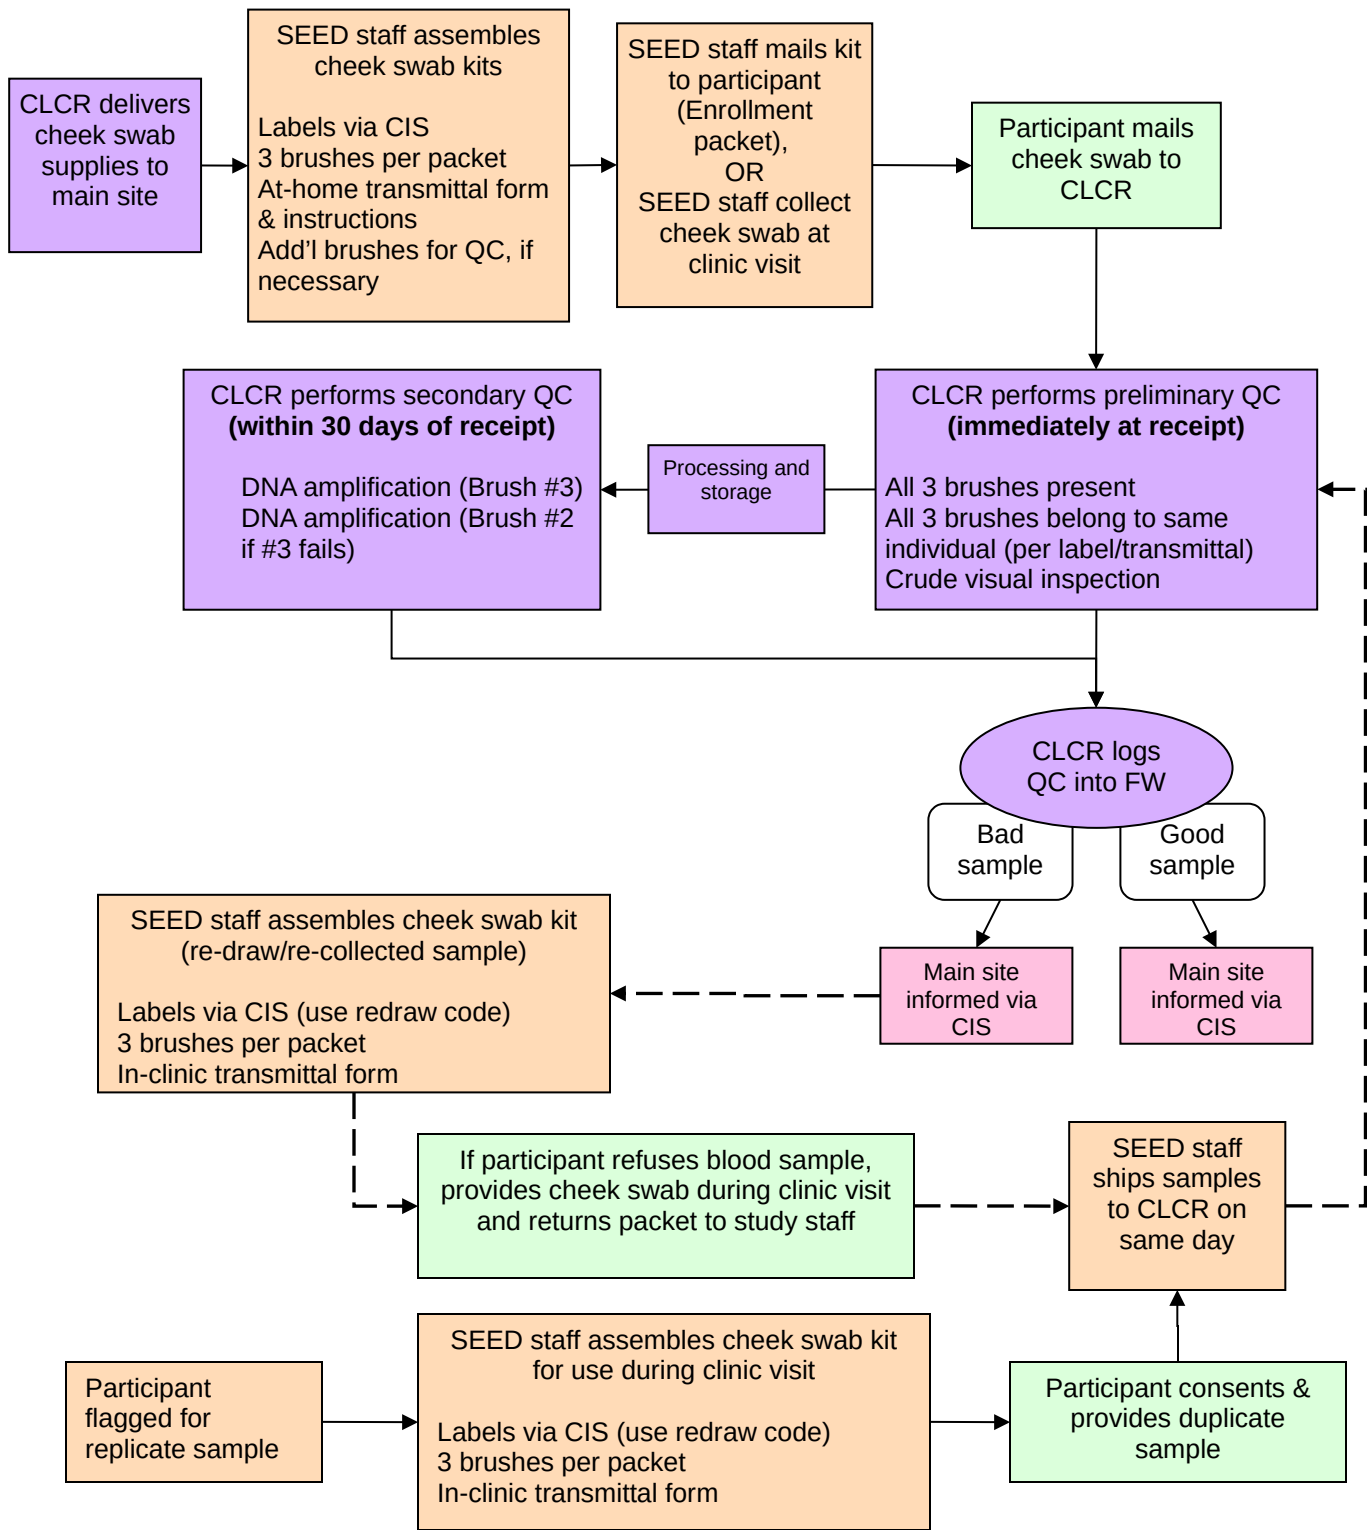 CLCR delivers
cheek swab
supplies to
main site
SEED staff assembles
cheek swab kits
Labels via CIS
3 brushes per packet
At-home transmittal form
& instructions
Add’l brushes for QC, if
necessary
SEED staff mails kit
to participant
(Enrollment
packet),
OR
SEED staff collect
cheek swab at
clinic visit
Participant mails
cheek swab to
CLCR
CLCR performs preliminary QC
(immediately at receipt)
All 3 brushes present
All 3 brushes belong to same
individual (per label/transmittal)
Crude visual inspection
Processing and
storage
CLCR performs secondary QC
(within 30 days of receipt)
DNA amplification (Brush #3)
DNA amplification (Brush #2
if #3 fails)
CLCR logs
QC into FW
Bad
sample
Good
sample
Main site
informed via
CIS
Main site
informed via
CIS
SEED staff assembles cheek swab kit
(re-draw/re-collected sample)
Labels via CIS (use redraw code)
3 brushes per packet
In-clinic transmittal form
If participant refuses blood sample,
provides cheek swab during clinic visit
and returns packet to study staff
SEED staff
ships samples
to CLCR on
same day
Participant
flagged for
replicate sample
SEED staff assembles cheek swab kit
for use during clinic visit
Labels via CIS (use redraw code)
3 brushes per packet
In-clinic transmittal form
Participant consents &
provides duplicate
sample